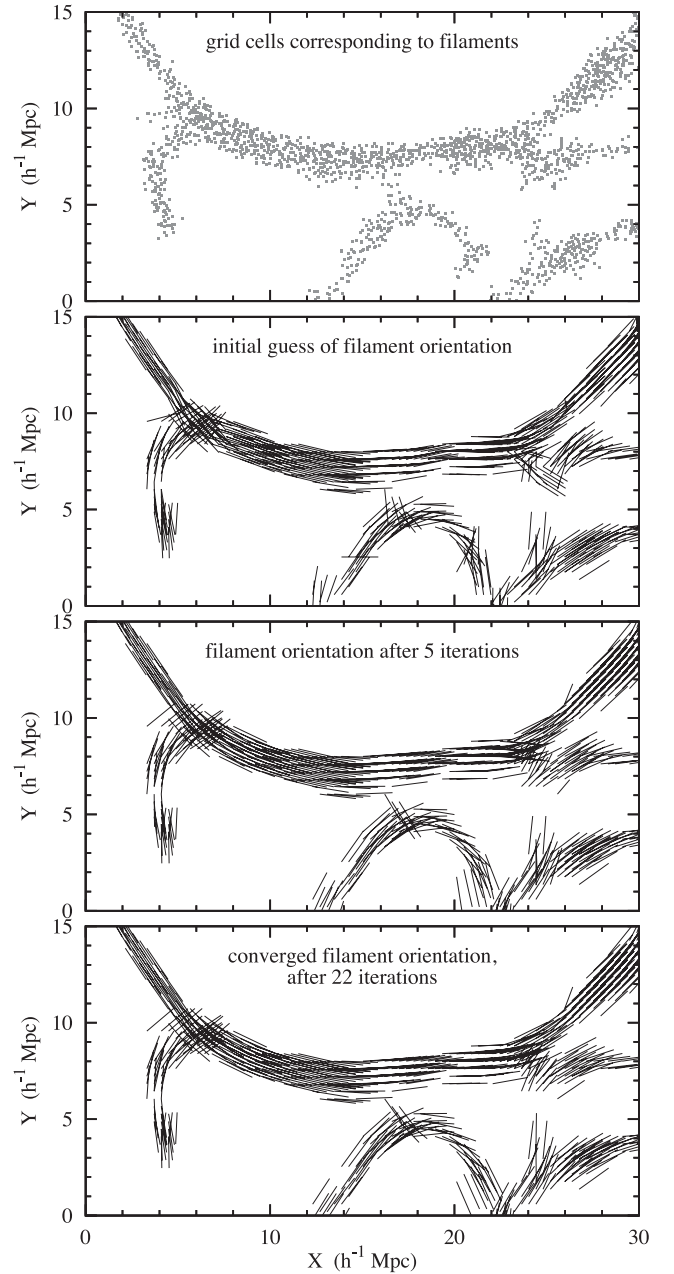 15
grid cells corresponding to filaments
10
Y (h-1 Mpc)
5
0
15
initial guess of filament orientation
10
Y (h-1 Mpc)
5
0
15
filament orientation after 5 iterations
10
Y (h-1 Mpc)
5
0
15
converged filament orientation,
after 22 iterations
10
Y (h-1 Mpc)
5
0
0 10 20 30
X (h-1 Mpc)